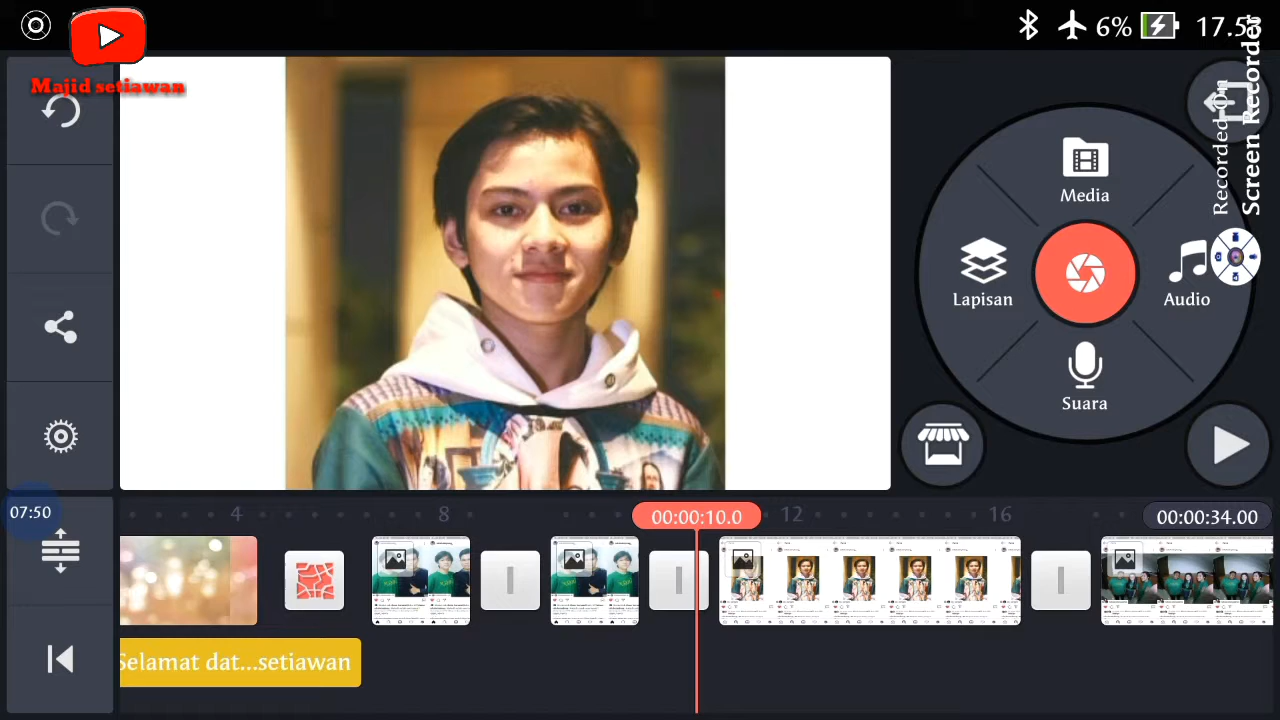 6%
17.5
Majid setiawan
Recorded On
Screen Recorder
Media
Lapisan
Audio
Suara
07:50
4
8
00:00:10.0
12
16
00:00:34.00
Selamat dat...setiawan